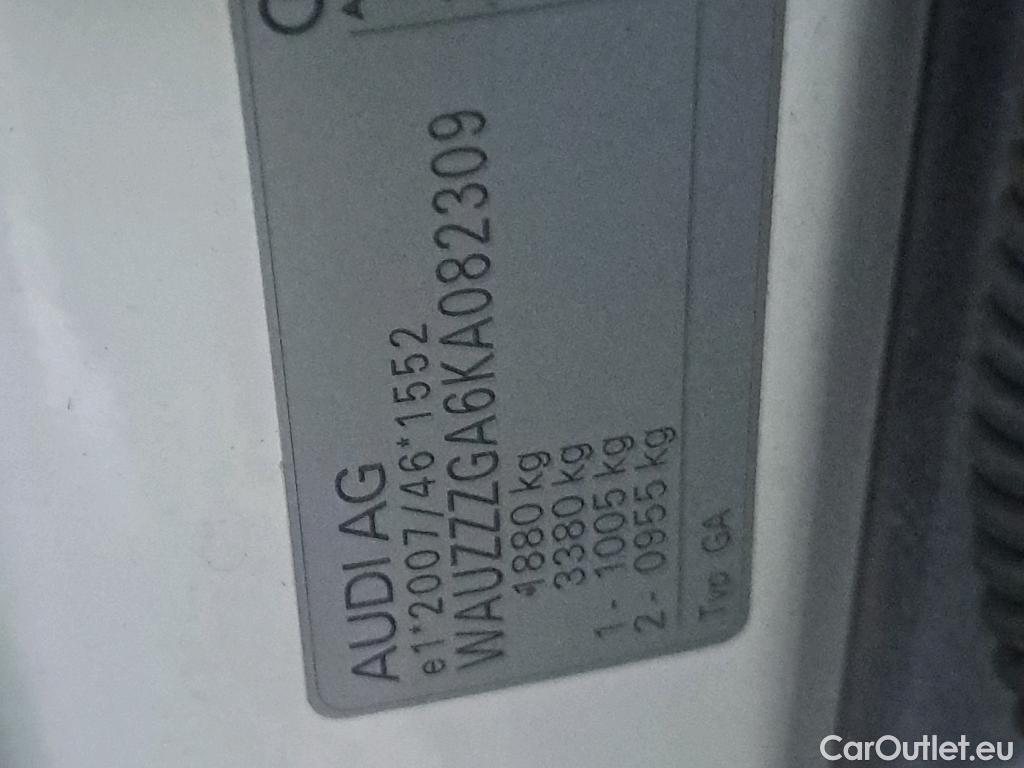 AUDI AG
e1*2007/46*1552
WAUZZZGA6KA082309
1880 kg
3380 kg
1- 1005 kg
2- 0955 kg
Typ GA
CarOutlet.eu